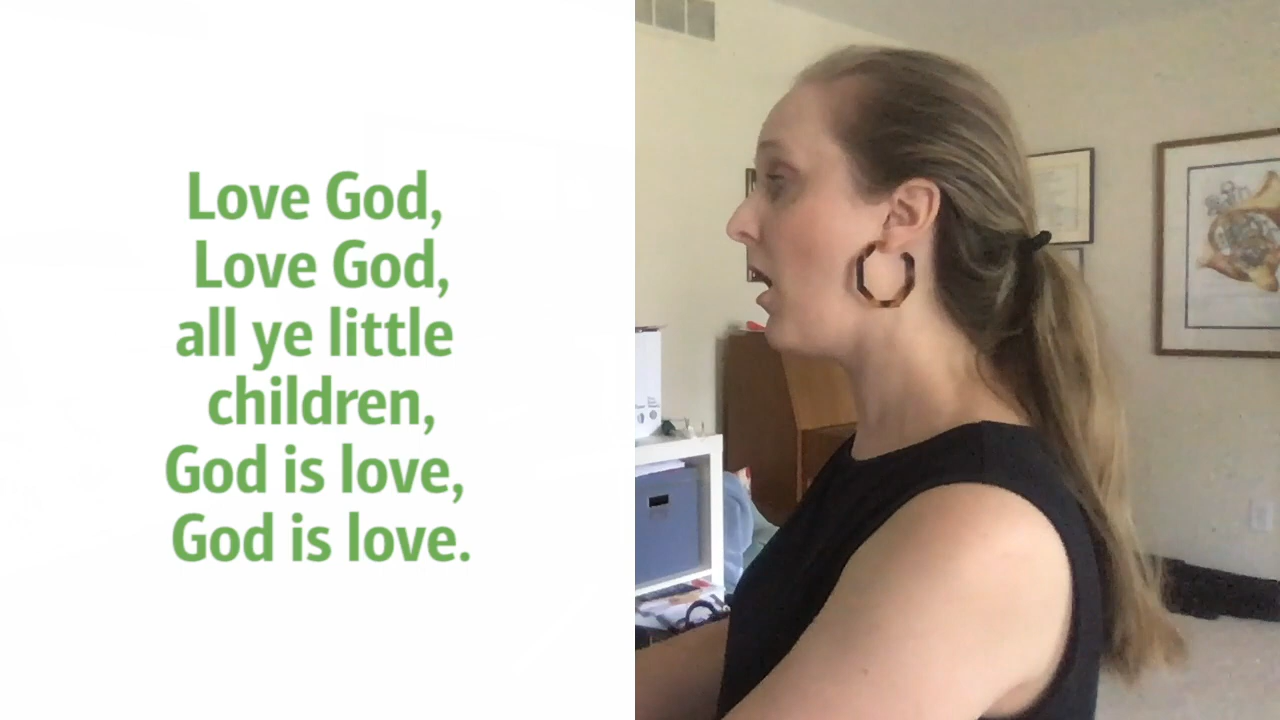 Love God,
Love God,
all ye little
children,
God is love,
God is love.